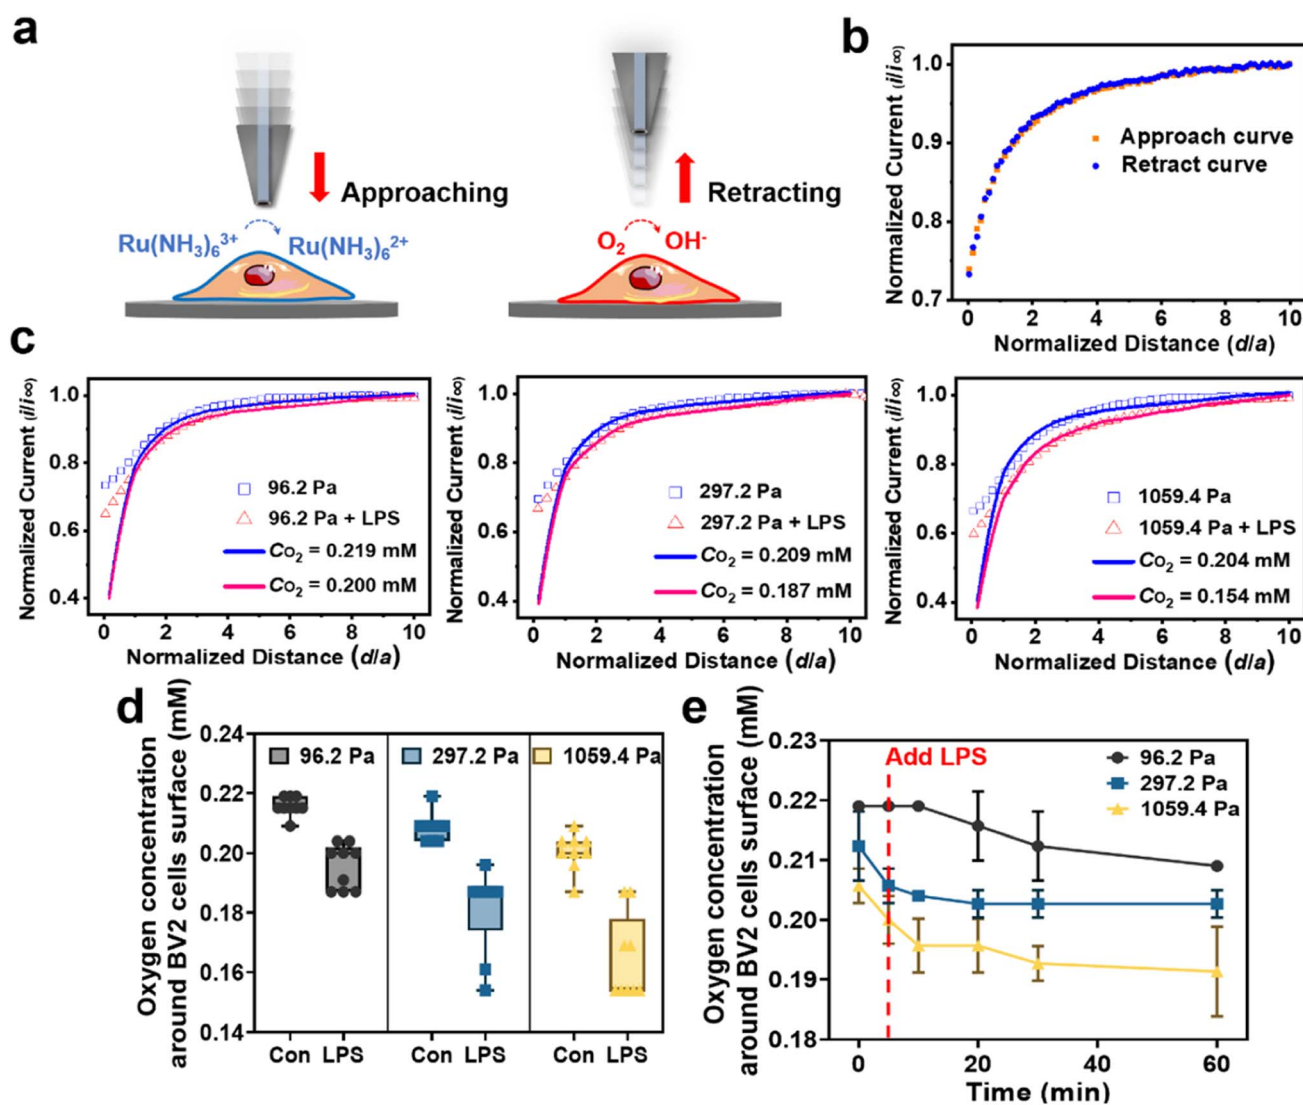 a
Approaching
Ru(NH3)6 3+
Ru(NH3)6 2+
Retracting
O2
OH-
b
Normalized Current (i/i∞)
1.0
0.9
0.8
0.7
Approach curve
Retract curve
0 2 4 6 8 10
Normalized Distance (d/a)
c
Normalized Current (i/i∞)
1.0
0.8
0.6
0.4
96.2 Pa
96.2 Pa + LPS
CO2 = 0.219 mM
CO2 = 0.200 mM
0 2 4 6 8 10
Normalized Distance (d/a)
Normalized Current (i/i∞)
1.0
0.8
0.6
0.4
297.2 Pa
297.2 Pa + LPS
CO2 = 0.209 mM
CO2 = 0.187 mM
0 2 4 6 8 10
Normalized Distance (d/a)
Normalized Current (i/i∞)
1.0
0.8
0.6
0.4
1059.4 Pa
1059.4 Pa + LPS
CO2 = 0.204 mM
CO2 = 0.154 mM
0 2 4 6 8 10
Normalized Distance (d/a)
d
Oxygen concentration
around BV2 cells surface (mM)
0.24
0.22
0.20
0.18
0.16
0.14
96.2 Pa
297.2 Pa
1059.4 Pa
Con LPS
Con LPS
Con LPS
e
Oxygen concentration
around BV2 cells surface (mM)
0.23
0.22
0.21
0.20
0.19
0.18
Add LPS
96.2 Pa
297.2 Pa
1059.4 Pa
0 20 40 60
Time (min)